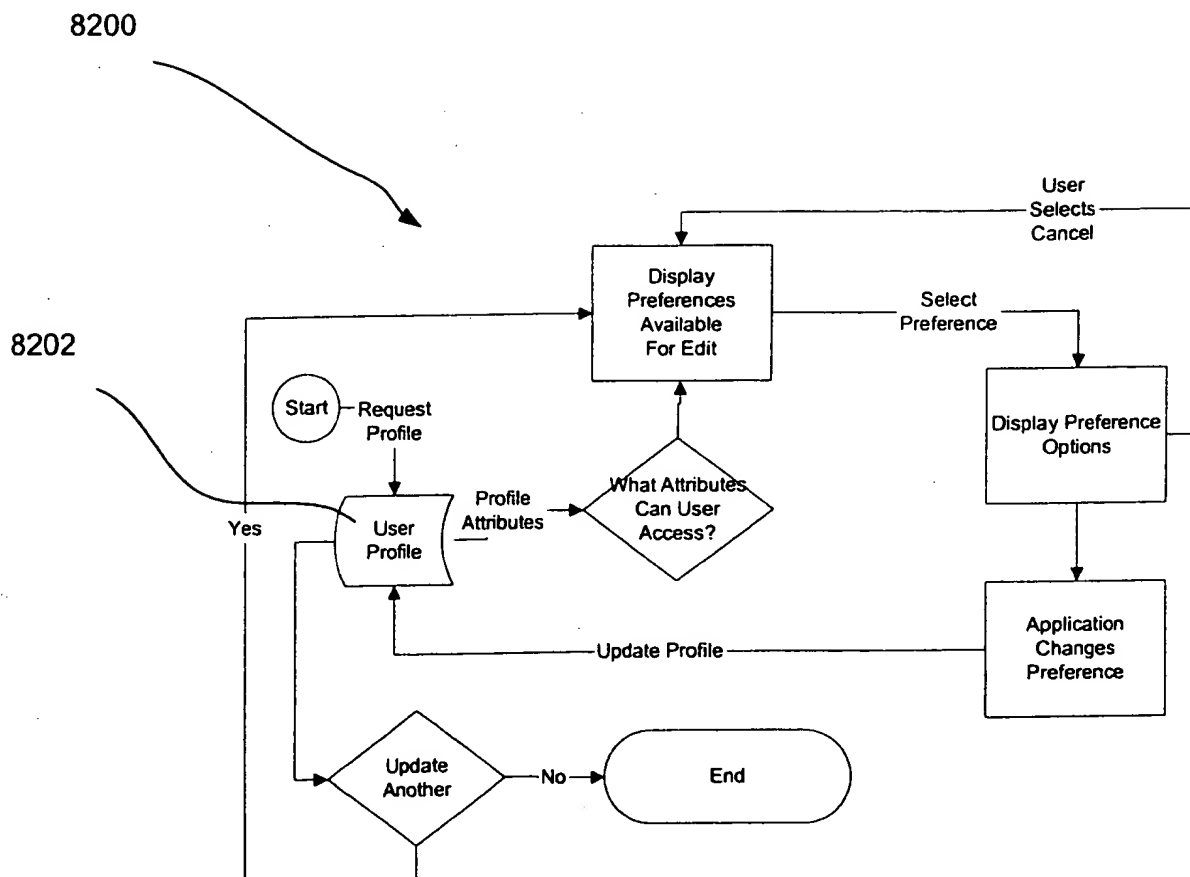 8200
User
Selects
Cancel
Display
Preferences
Available
For Edit
Select
Preference
8202
Start
Request
Profile
Display Preference
Options
What Attributes
Can User
Access?
Profile
Attributes
User
Profile
Yes
Application
Changes
Preference
Update Profile
Update
Another
No
End